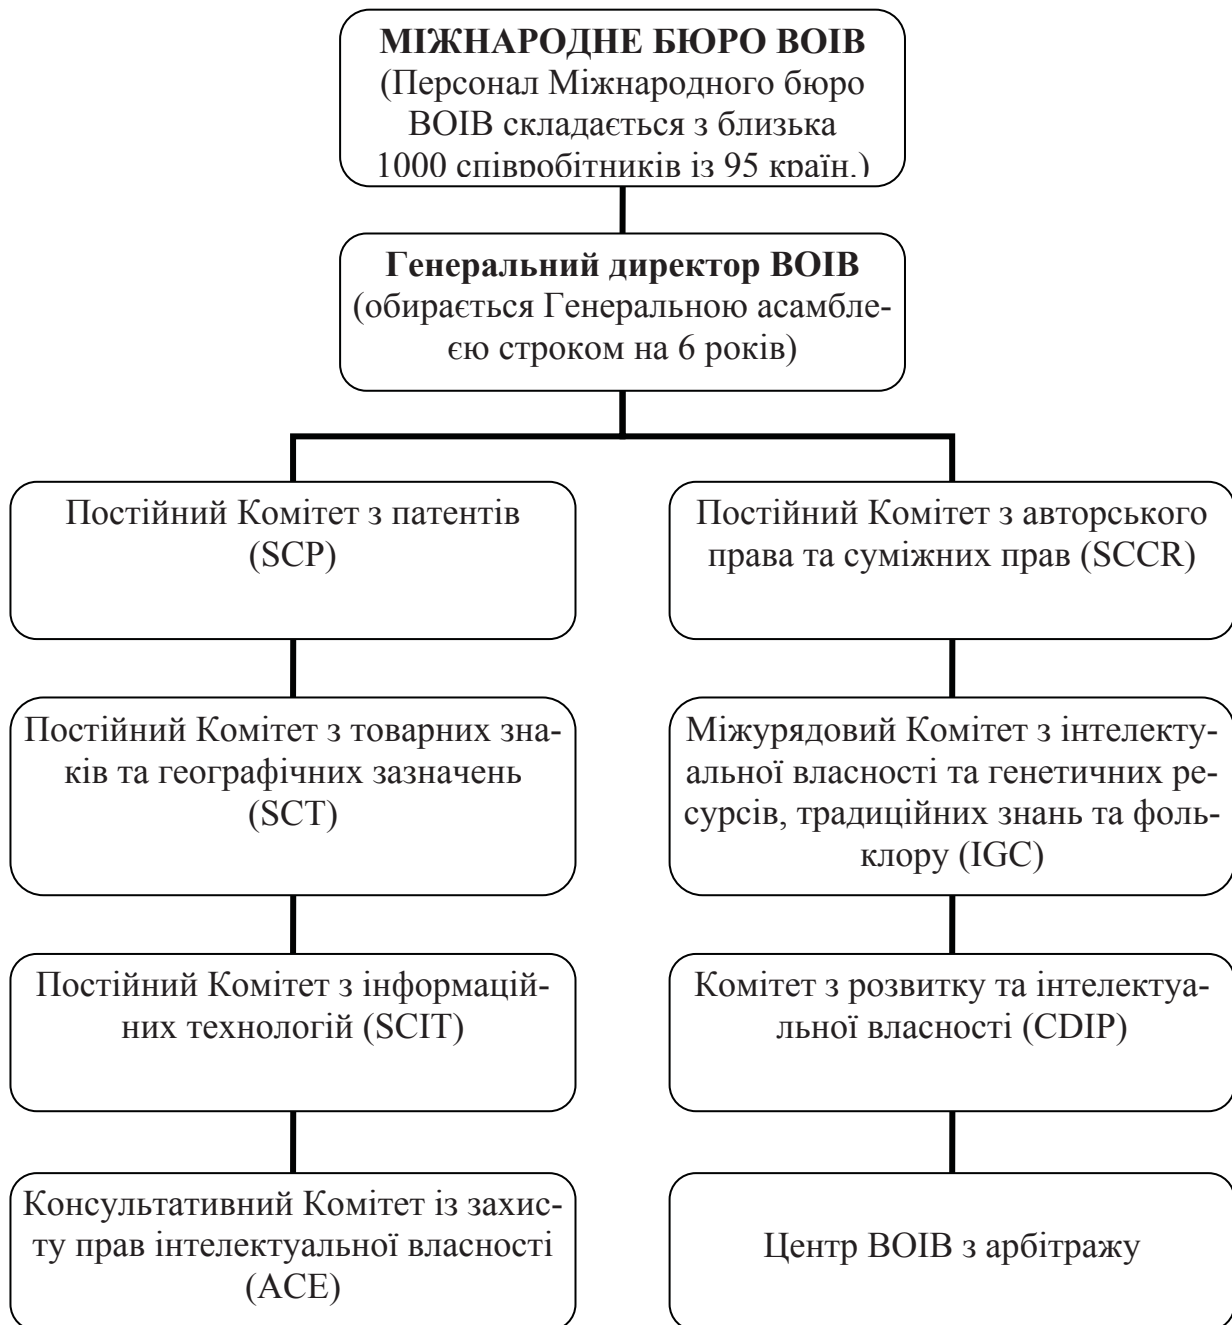 МІЖНАРОДНЕ БЮРО ВОІВ
(Персонал Міжнародного бюро
ВОІВ складається з близька
1000 співробітників із 95 країн.)
Генеральний директор ВОІВ
(обирається Генеральною асамбле-
єю строком на 6 років)
Постійний Комітет з патентів
(SCP)
Постійний Комітет з товарних зна-
ків та географічних зазначень
(SCT)
Постійний Комітет з інформацій-
них технологій (SCIT)
Консультативний Комітет із захис-
ту прав інтелектуальної власності
(ACE)
Постійний Комітет з авторського
права та суміжних прав (SCCR)
Міжурядовий Комітет з інтелекту-
альної власності та генетичних ре-
сурсів, традиційних знань та фоль-
клору (IGC)
Комітет з розвитку та інтелектуа-
льної власності (CDIP)
Центр ВОІВ з арбітражу